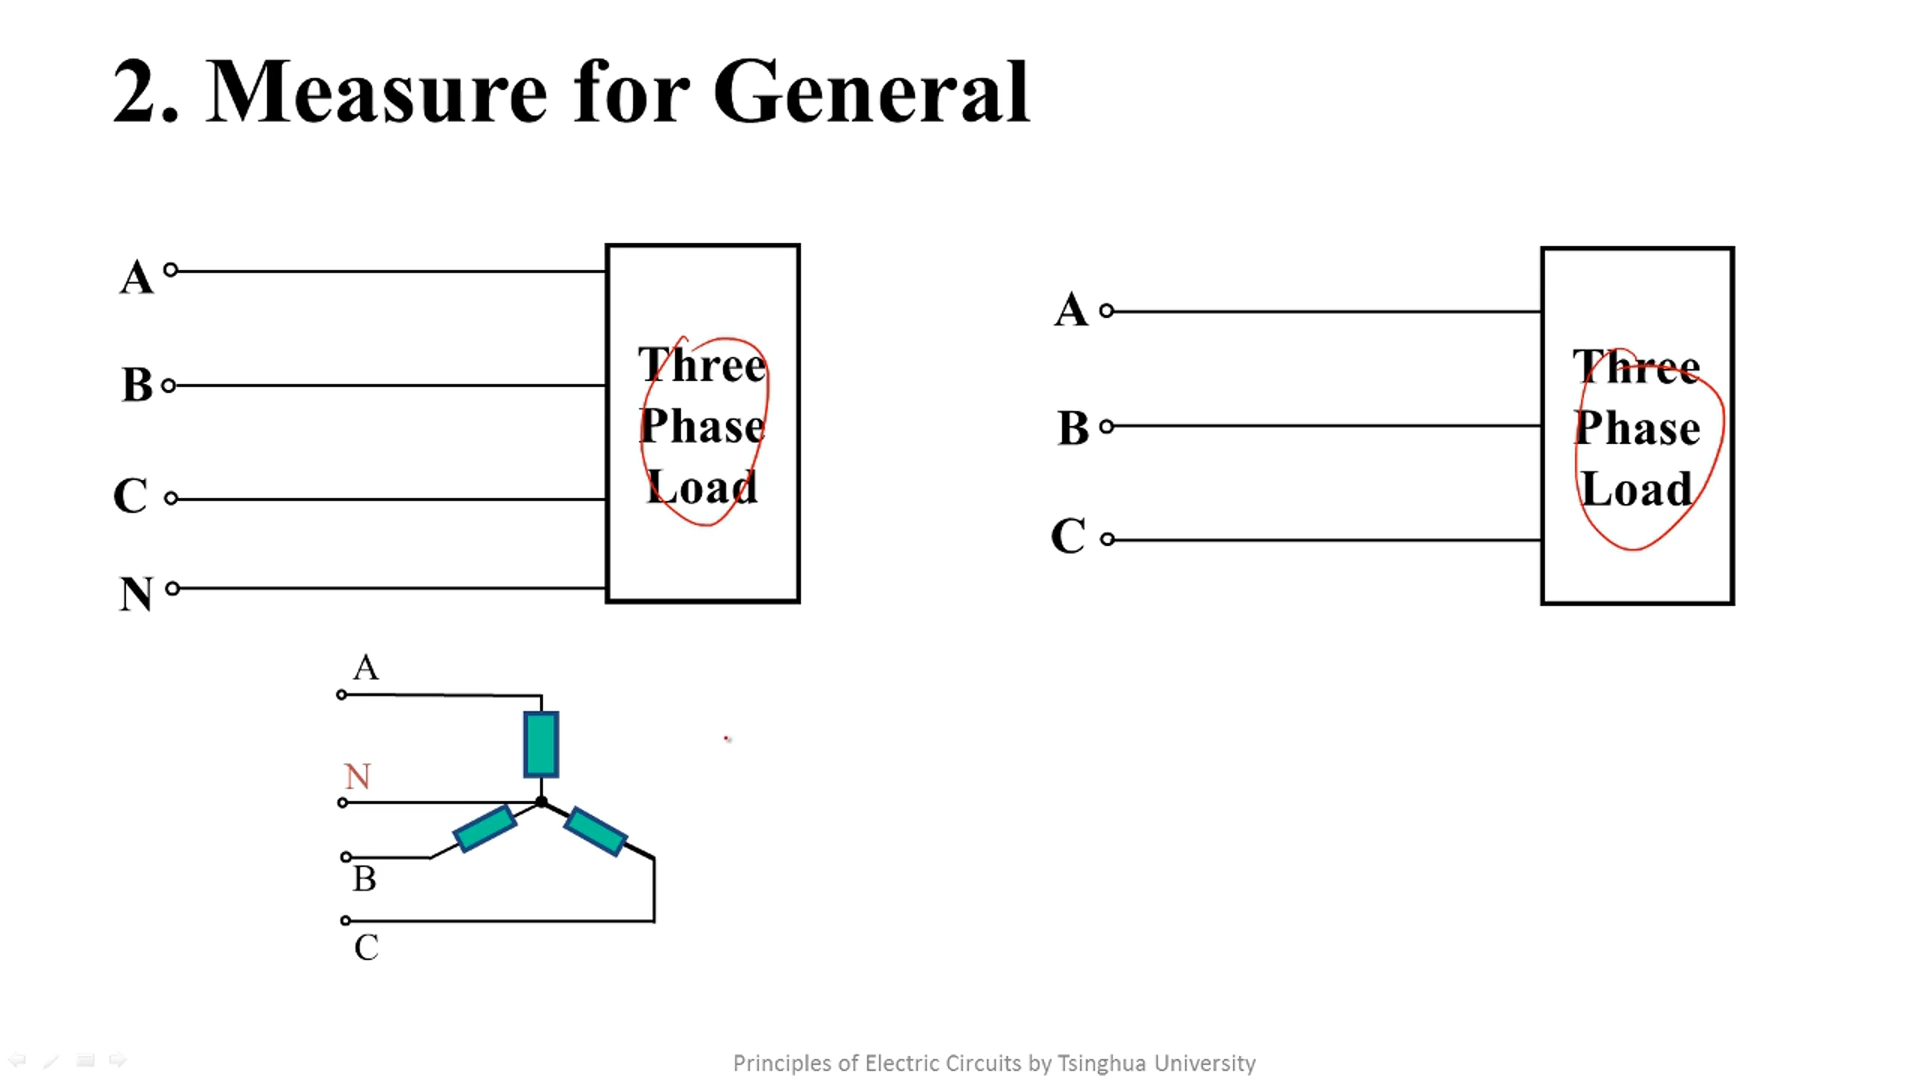 2. Measure for General
A
B
C
N
Three
Phase
Load
A
B
C
Three
Phase
Load
A
N
B
C
Principles of Electric Circuits by Tsinghua University